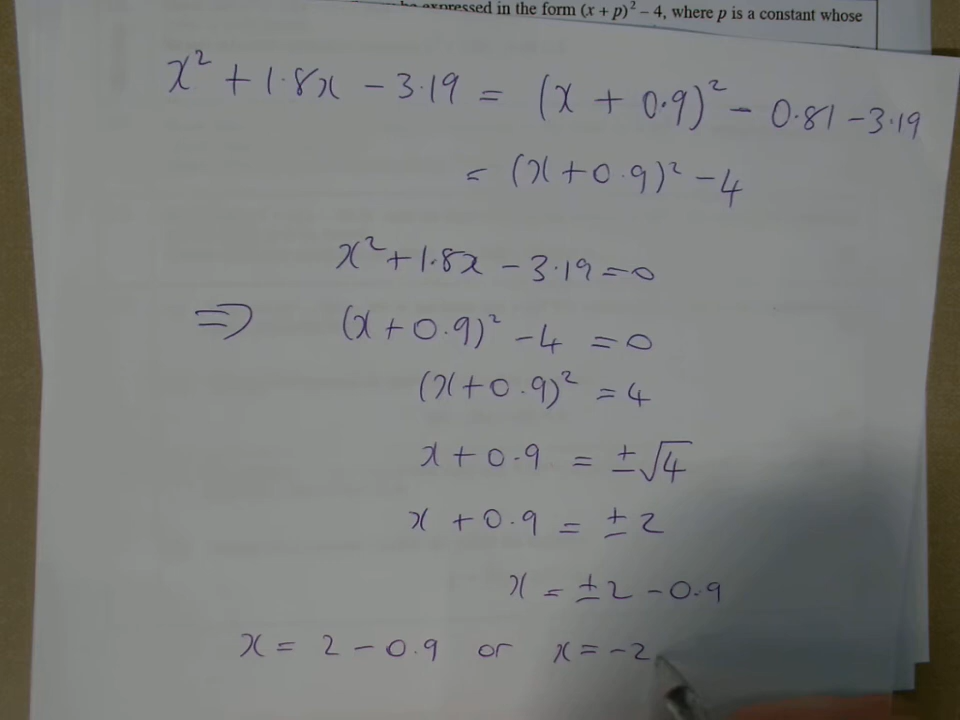 expressed in the form (x + p)² – 4, where p is a constant whose
x² + 1.8x – 3.19 = (x + 0.9)² – 0.81 – 3.19
= (x + 0.9)² – 4
x² + 1.8x – 3.19 = 0
⇒ (x + 0.9)² – 4 = 0
(x + 0.9)² = 4
x + 0.9 = ±√4
x + 0.9 = ±2
x = ±2 – 0.9
x = 2 – 0.9 or x = –2